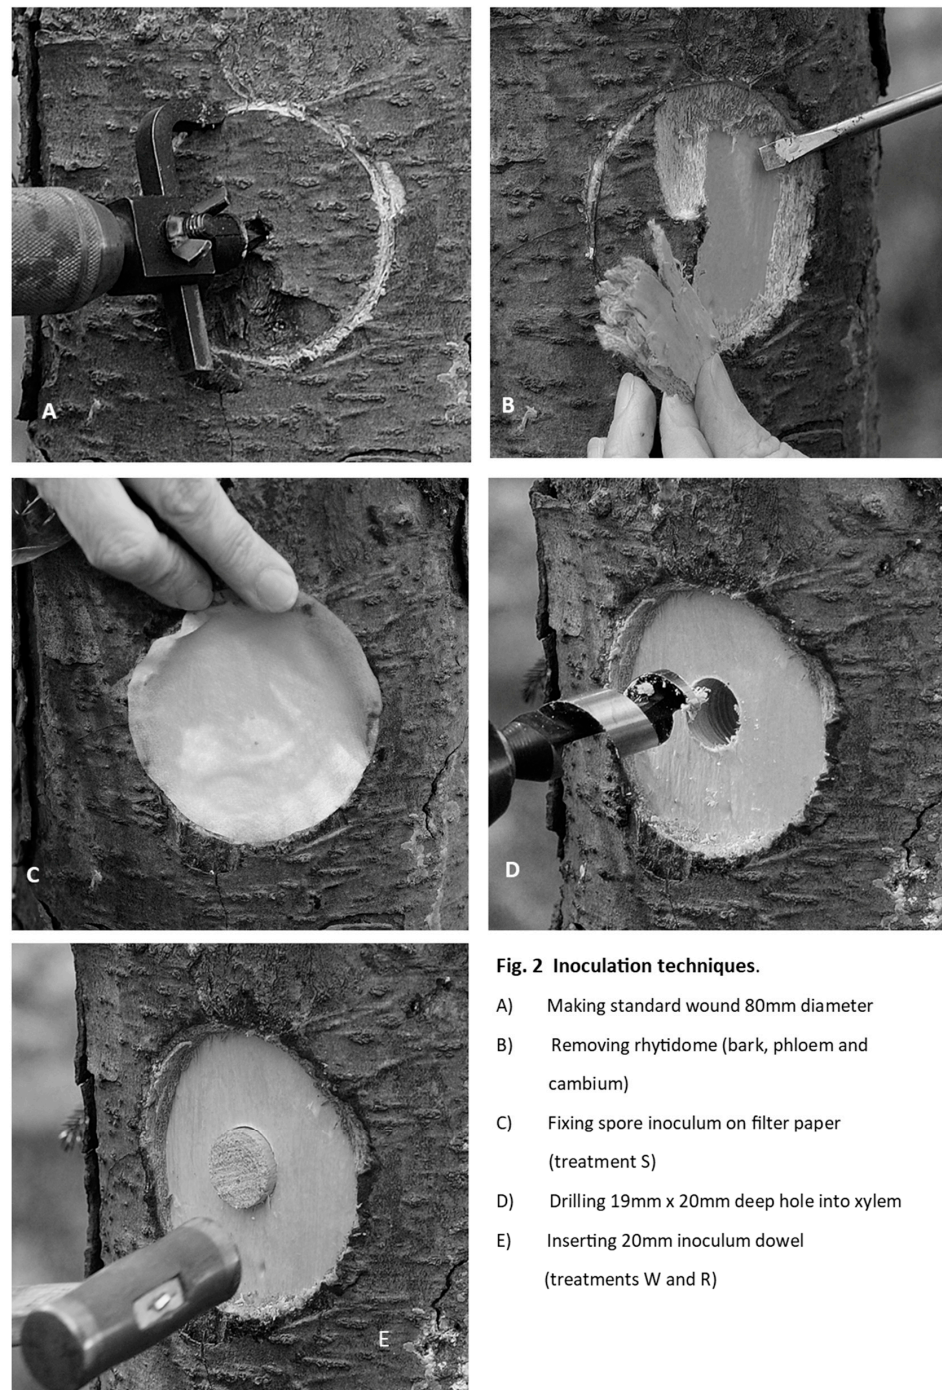 A
B
C
D
E
Fig. 2 Inoculation techniques.
A) Making standard wound 80mm diameter
B) Removing rhytidome (bark, phloem and
cambium)
C) Fixing spore inoculum on filter paper
(treatment S)
D) Drilling 19mm x 20mm deep hole into xylem
E) Inserting 20mm inoculum dowel
(treatments W and R)